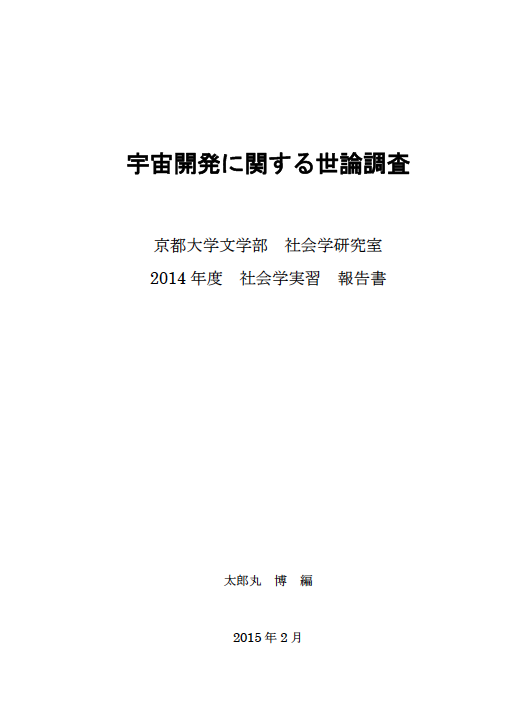 宇宙開発に関する世論調査
京都大学文学部　社会学研究室
2014 年度　社会学実習　報告書
太郎丸　博　編
2015 年 2 月